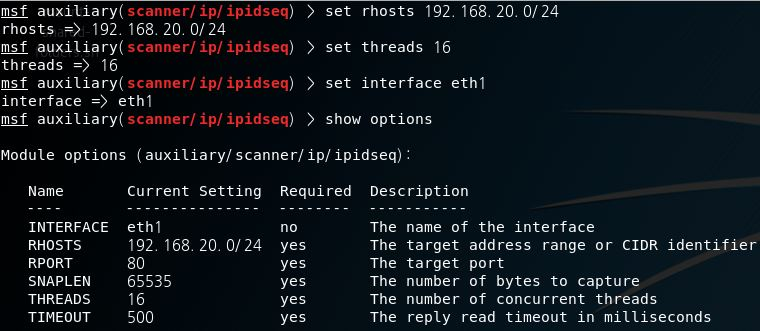 msf auxiliary(scanner/ip/ipidseq) > set rhosts 192.168.20.0/24
rhosts => 192.168.20.0/24
msf auxiliary(scanner/ip/ipidseq) > set threads 16
threads => 16
msf auxiliary(scanner/ip/ipidseq) > set interface eth1
interface => eth1
msf auxiliary(scanner/ip/ipidseq) > show options
Module options (auxiliary/scanner/ip/ipidseq):
Name Current Setting Required Description
---- --------------- -------- -----------
INTERFACE eth1 no The name of the interface
RHOSTS 192.168.20.0/24 yes The target address range or CIDR identifier
RPORT 80 yes The target port
SNAPLEN 65535 yes The number of bytes to capture
THREADS 16 yes The number of concurrent threads
TIMEOUT 500 yes The reply read timeout in milliseconds